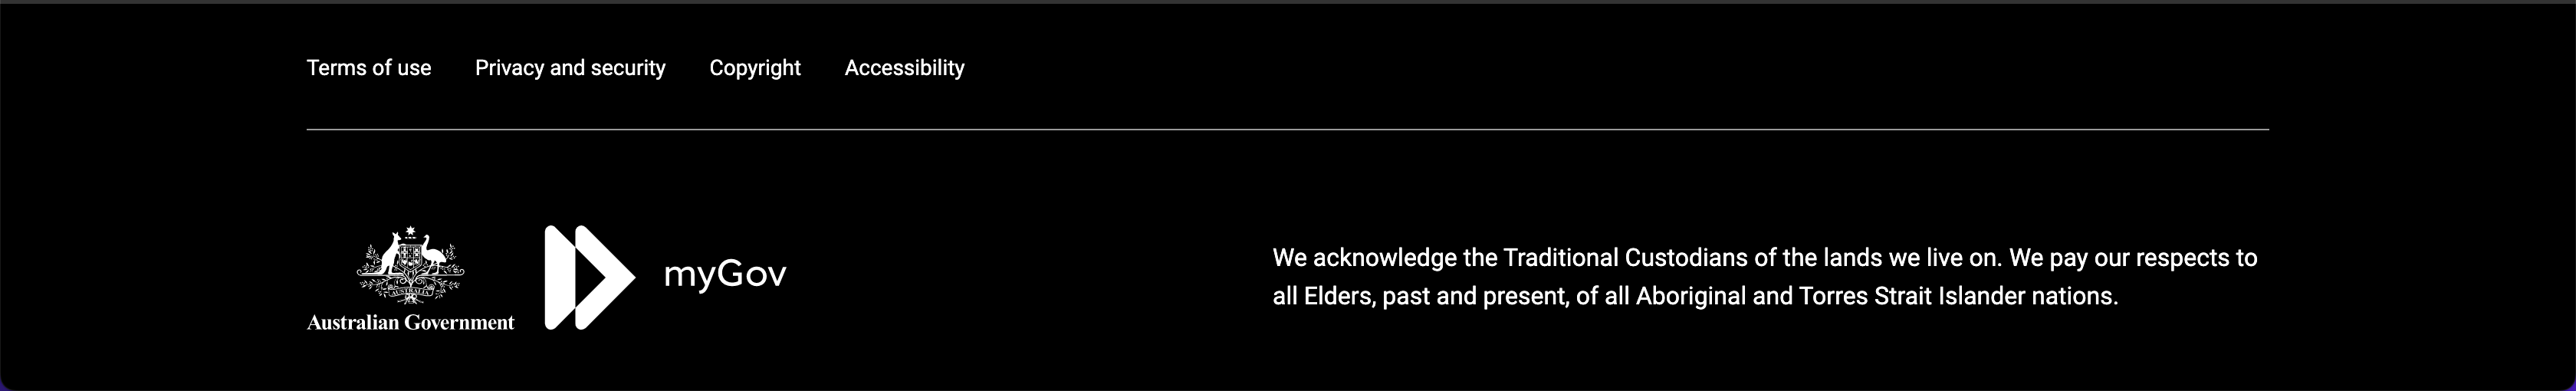 Terms of use Privacy and security Copyright Accessibility
AUSTRALIA
Australian Government
myGov
We acknowledge the Traditional Custodians of the lands we live on. We pay our respects to
all Elders, past and present, of all Aboriginal and Torres Strait Islander nations.